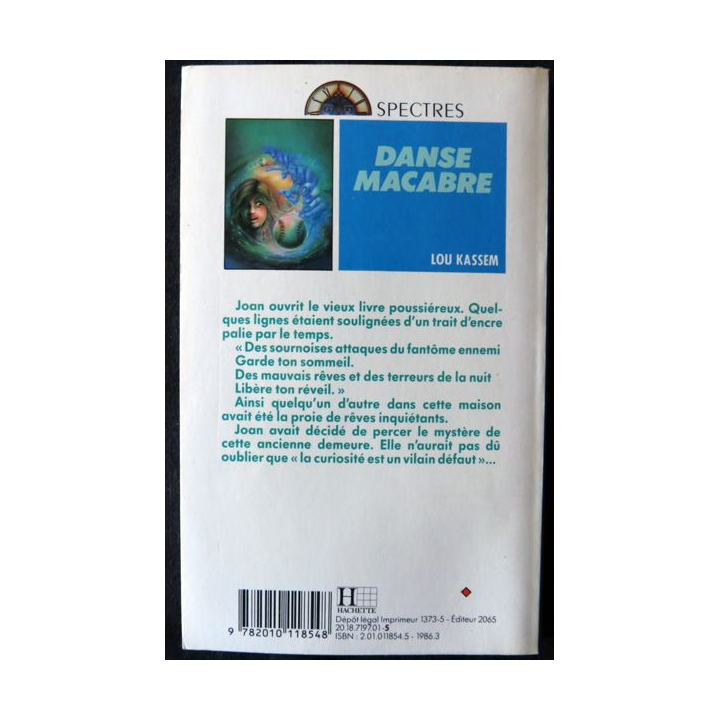 SPECTRES
DANSE
MACABRE
LOU KASSEM
Joan ouvrit le vieux livre poussiéreux. Quel-
ques lignes étaient soulignées d'un trait d'encre
palie par le temps.
« Des sournoises attaques du fantôme ennemi
Garde ton sommeil.
Des mauvais rêves et des terreurs de la nuit
Libère ton réveil. »
Ainsi quelqu'un d'autre dans cette maison
avait été la proie de rêves inquiétants.
Joan avait décidé de percer le mystère de
cette ancienne demeure. Elle n'aurait pas dû
oublier que « la curiosité est un vilain défaut »...
H
HACHETTE
Dépôt légal Imprimeur 1373-5 - Éditeur 2065
20.18.7197.01-5
ISBN : 2.01.011854.5 - 1986.3
9 782010 118548